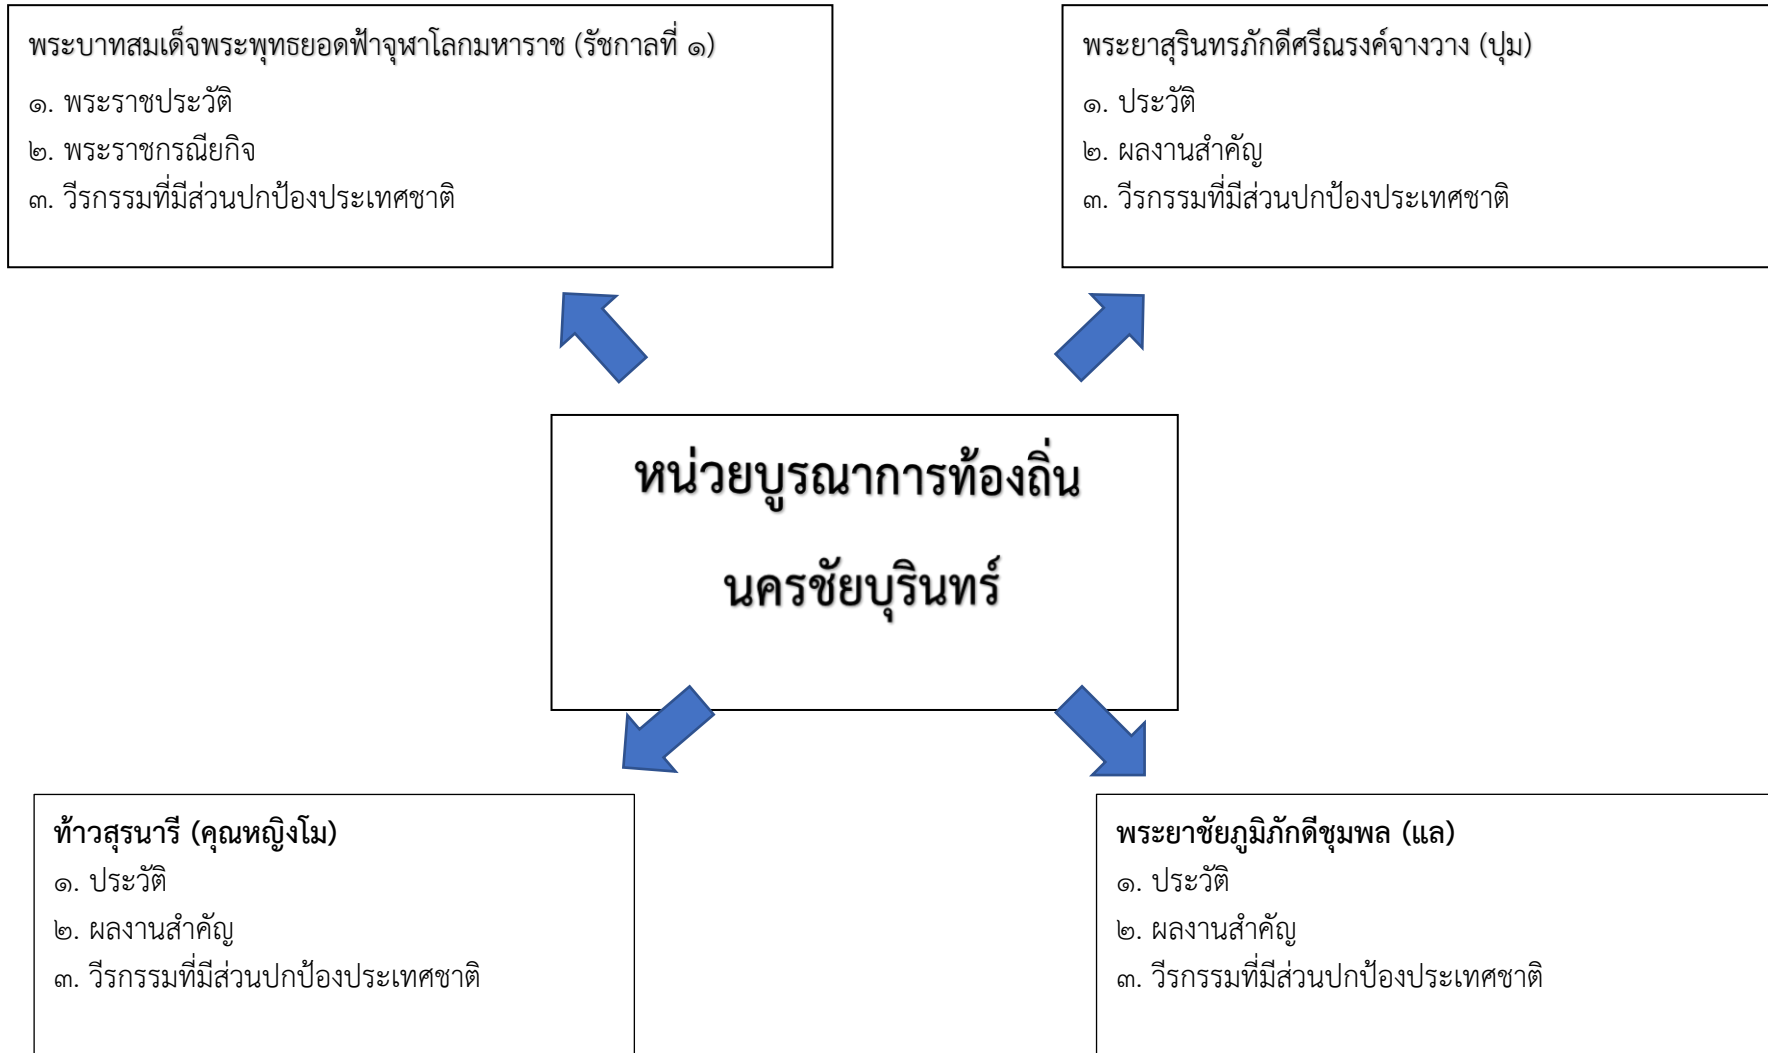 พระบาทสมเด็จพระพุทธยอดฟ้าจุฬาโลกมหาราช (รัชกาลที่ ๑)
๑. พระราชประวัติ
๒. พระราชกรณียกิจ
๓. วีรกรรมที่มีส่วนปกป้องประเทศชาติ
พระยาสุรินทรภักดีศรีณรงค์จางวาง (ปุม)
๑. ประวัติ
๒. ผลงานสำคัญ
๓. วีรกรรมที่มีส่วนปกป้องประเทศชาติ
หน่วยบูรณาการท้องถิ่น
นครชัยบุรินทร์
ท้าวสุรนารี (คุณหญิงโม)
๑. ประวัติ
๒. ผลงานสำคัญ
๓. วีรกรรมที่มีส่วนปกป้องประเทศชาติ
พระยาชัยภูมิภักดีชุมพล (แล)
๑. ประวัติ
๒. ผลงานสำคัญ
๓. วีรกรรมที่มีส่วนปกป้องประเทศชาติ